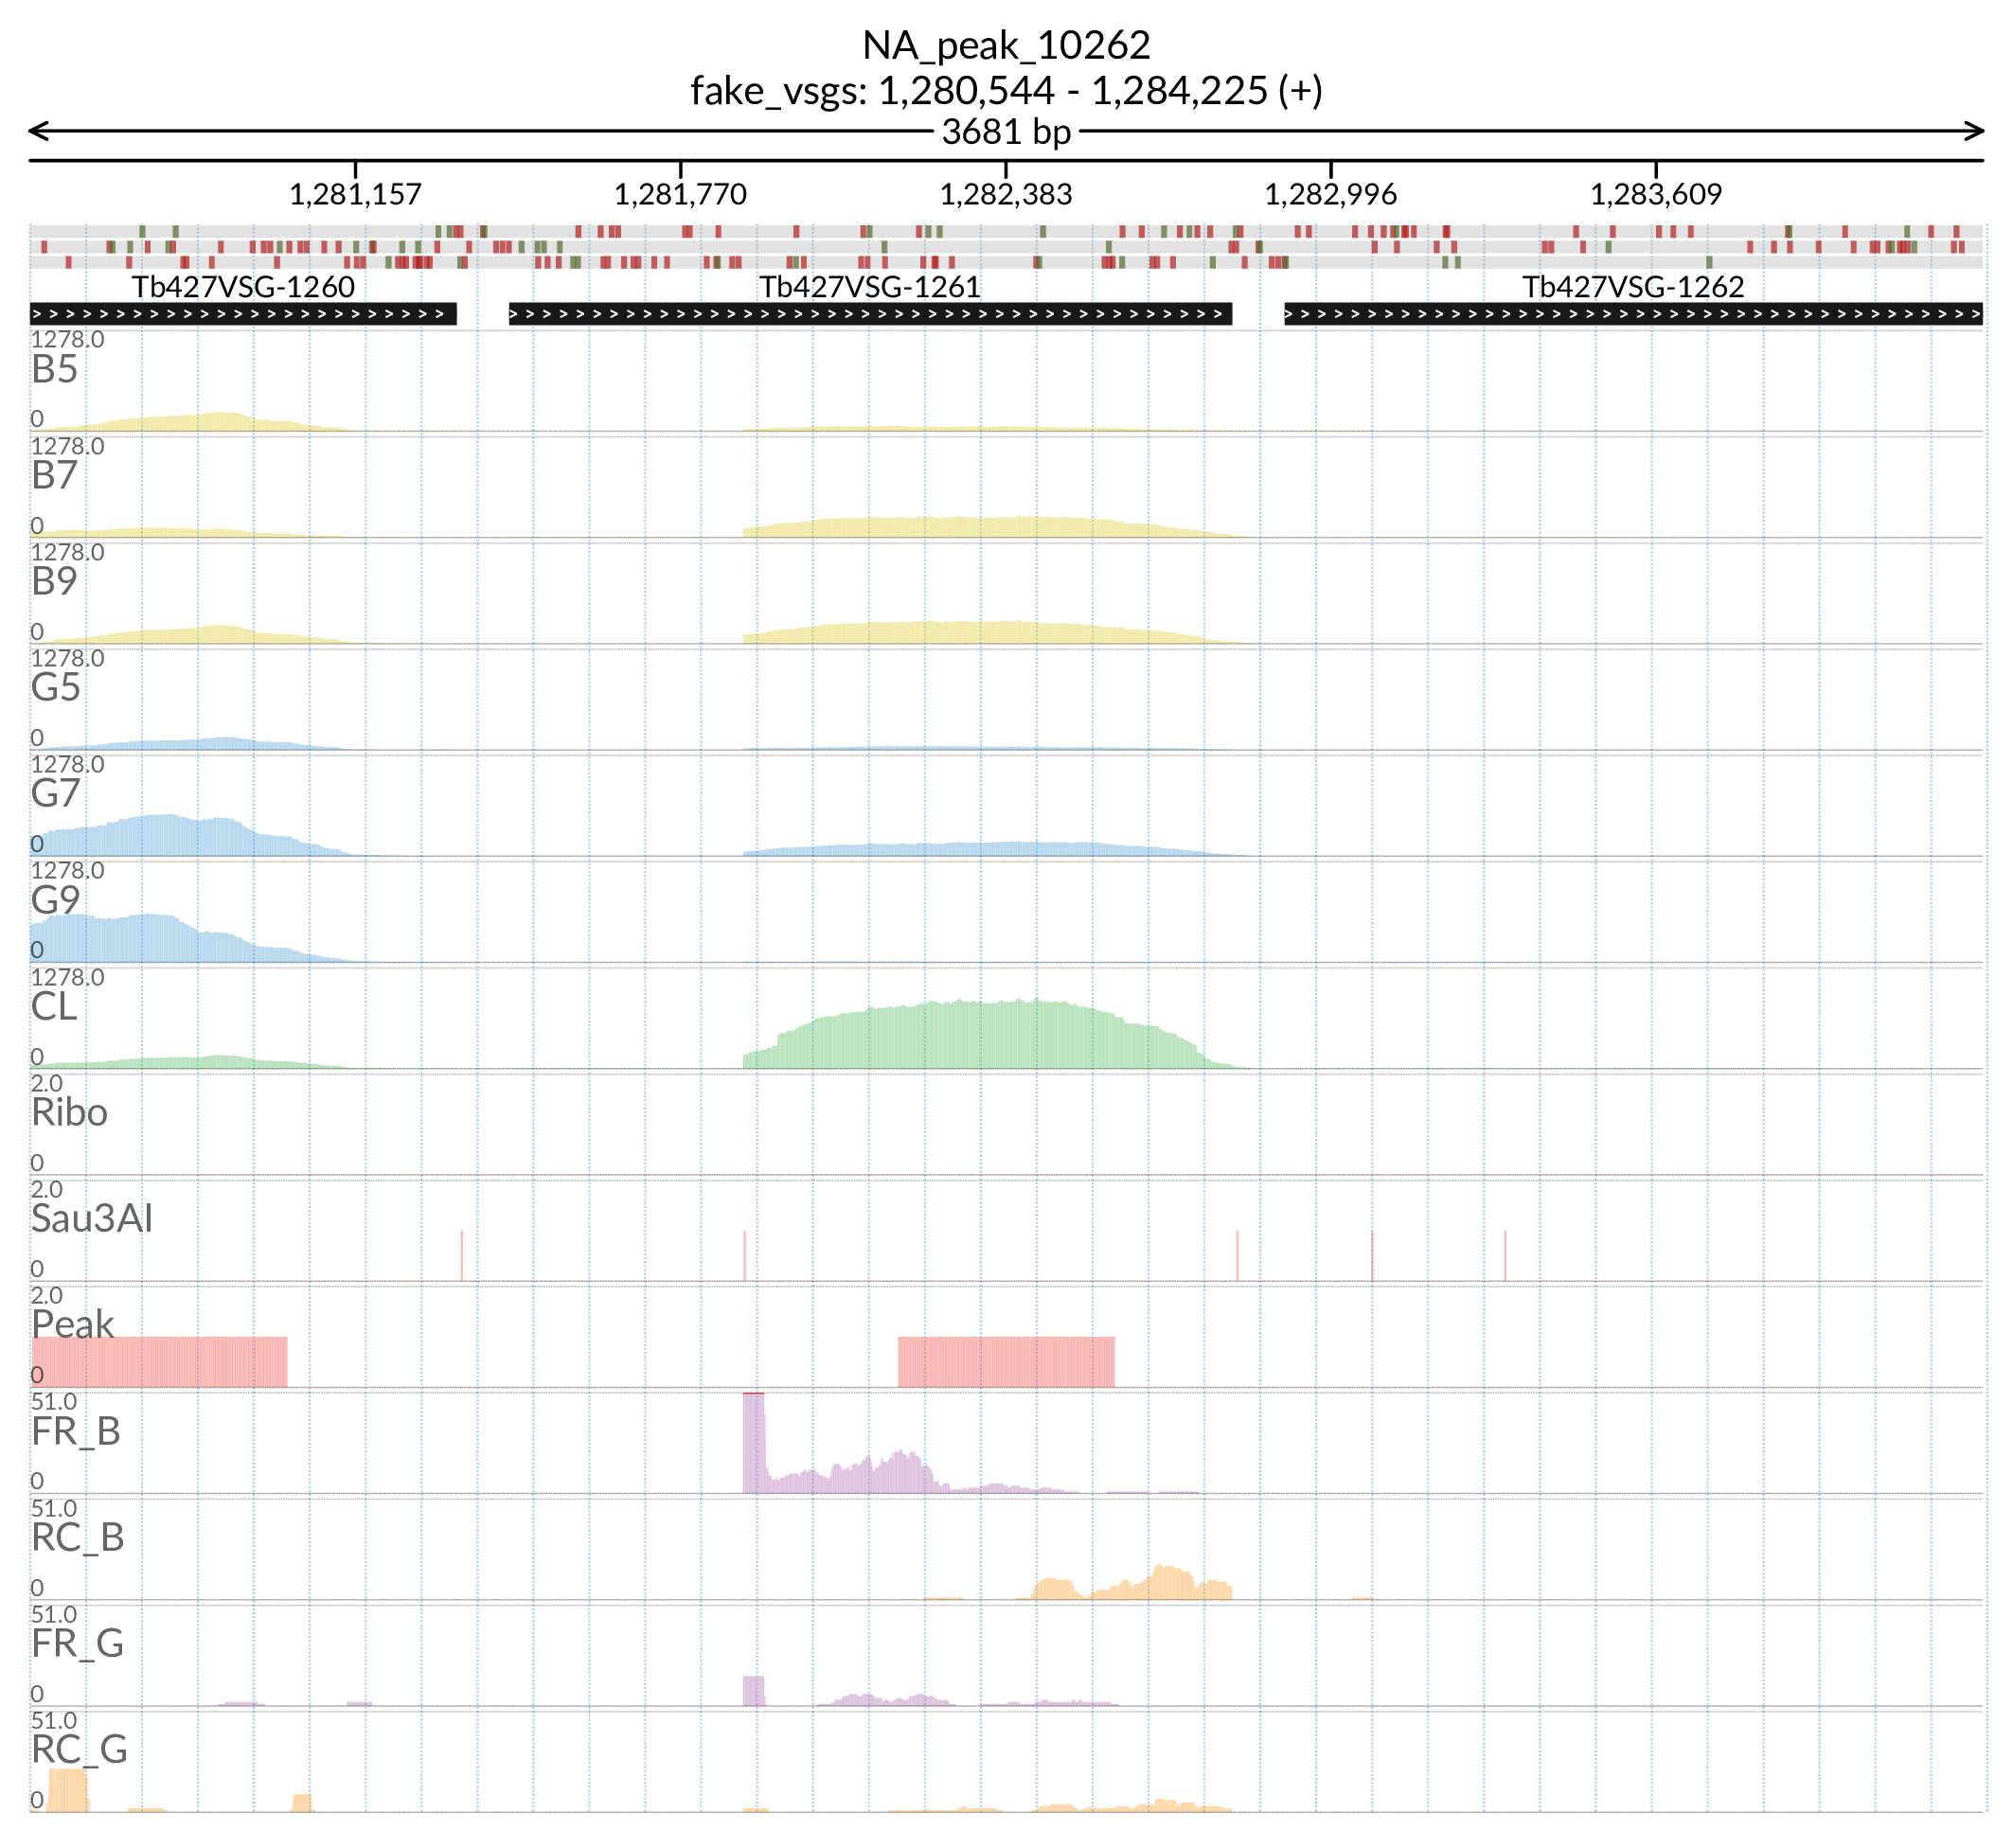 NA_peak_10262
fake_vsgs: 1,280,544 - 1,284,225 (+)
3681 bp
1,281,157 1,281,770 1,282,383 1,282,996 1,283,609
Tb427VSG-1260 Tb427VSG-1261 Tb427VSG-1262
1278.0
B5
0
1278.0
B7
0
1278.0
B9
0
1278.0
G5
0
1278.0
G7
0
1278.0
G9
0
1278.0
CL
0
2.0
Ribo
0
2.0
Sau3AI
0
2.0
Peak
0
51.0
FR_B
0
51.0
RC_B
0
51.0
FR_G
0
51.0
RC_G
0